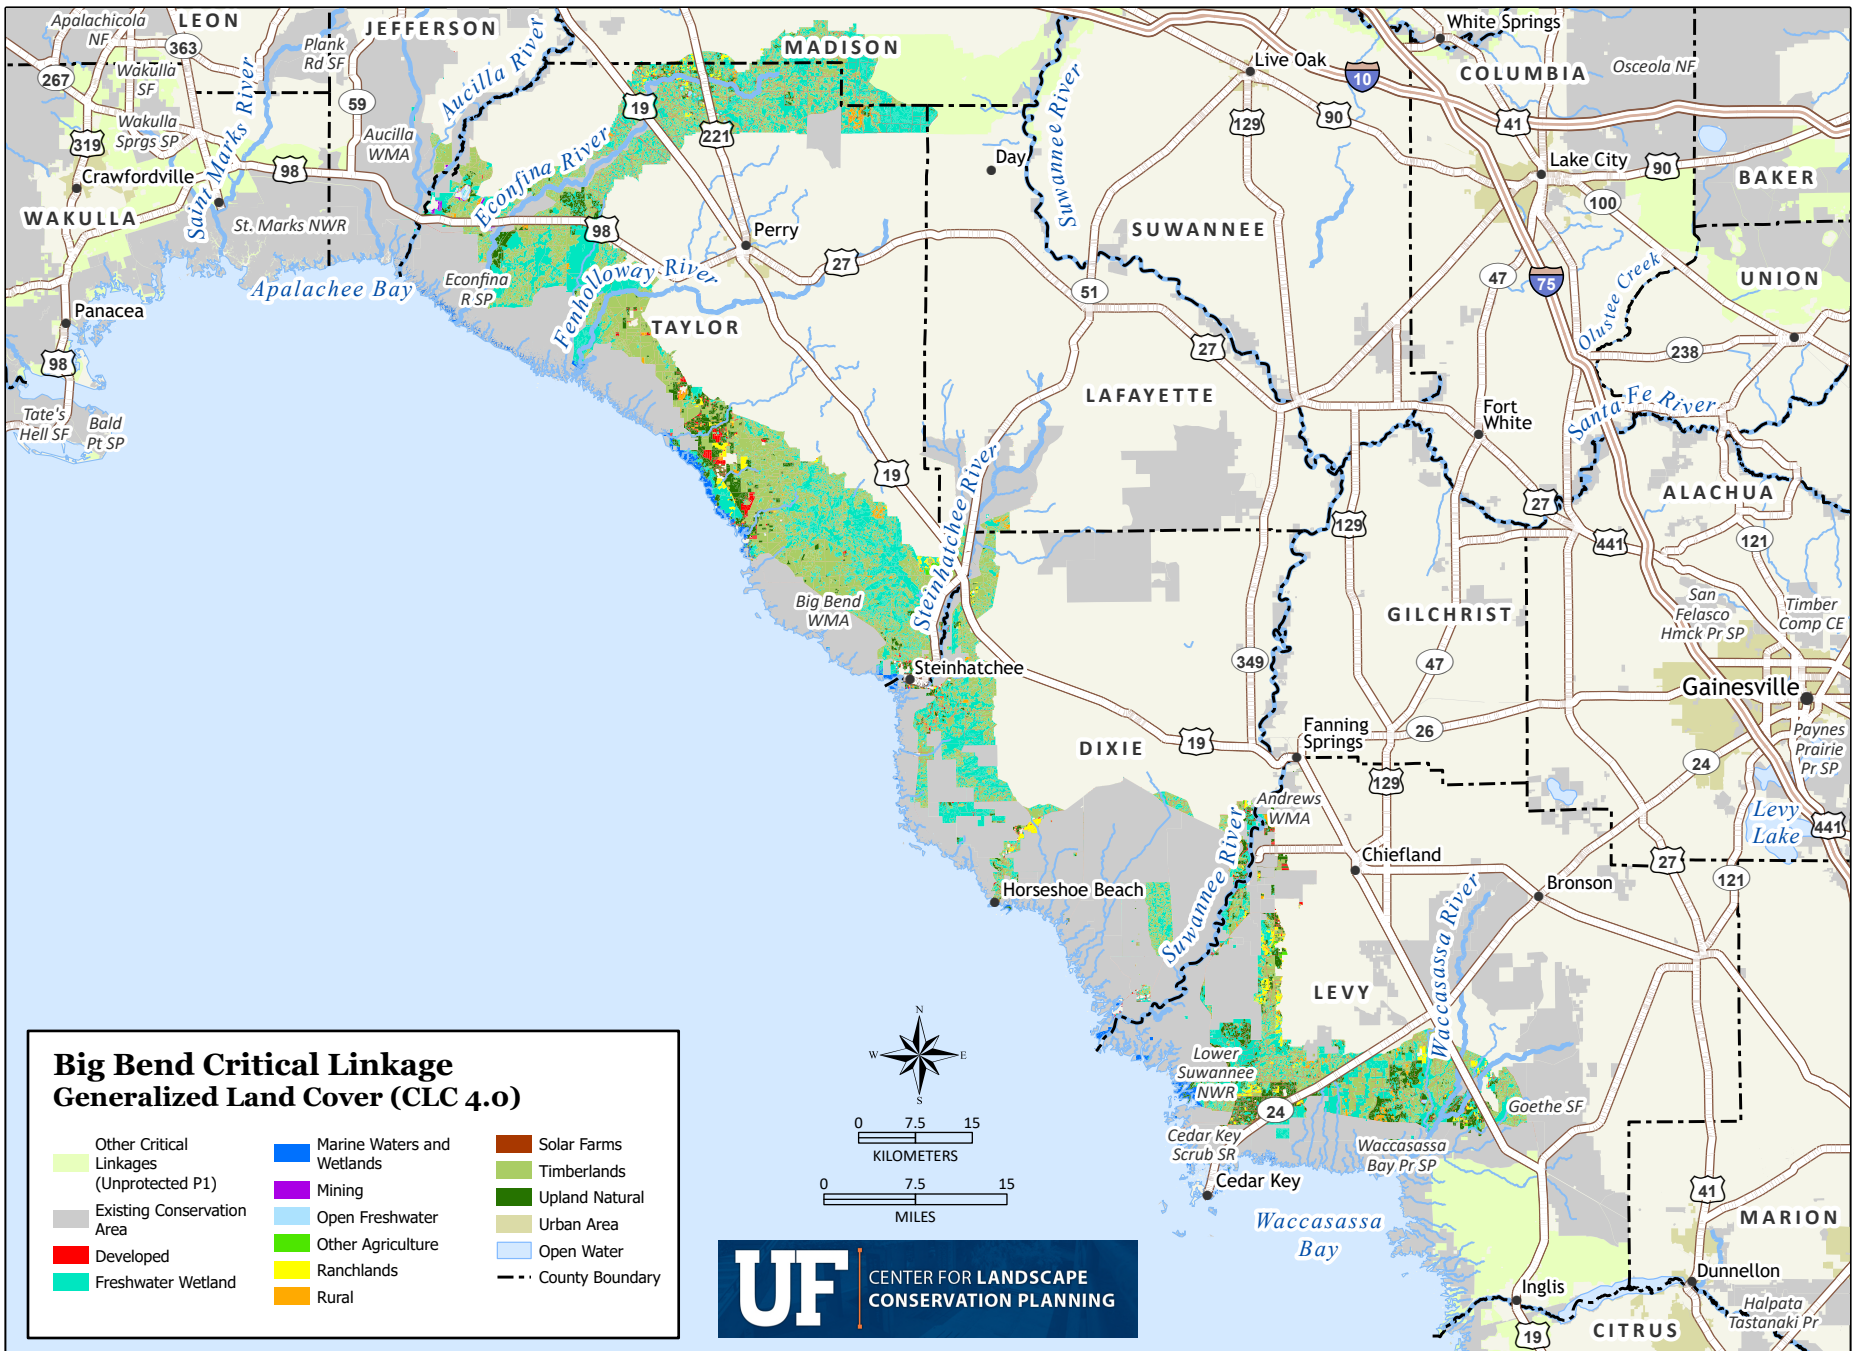 Apalachicola
NF
LEON
JEFFERSON
MADISON
White Springs
363
Plank
Rd SF
Aucilla River
Live Oak
10
COLUMBIA
Osceola NF
267
Wakulla
SF
59
19
221
129
90
41
Saint Marks River
Wakulla
Sprgs SP
319
Aucilla
WMA
Econfina River
Day
Suwannee River
Suwannee River
Lake City
90
98
Crawfordville
BAKER
100
WAKULLA
St. Marks NWR
98
Perry
SUWANNEE
27
47
75
UNION
Apalachee Bay
Econfina
R SP
Fenholloway River
51
Olustee Creek
Panacea
TAYLOR
27
238
98
LAFAYETTE
Tate's
Hell SF
Bald
Pt SP
Fort
White
Santa Fe River
19
Steinhatchee River
27
ALACHUA
129
441
121
Big Bend
WMA
San
Felasco
Hmck Pr SP
Timber
Comp CE
GILCHRIST
Steinhatchee
349
47
Gainesville
DIXIE
19
Fanning
Springs
26
Paynes
Prairie
Pr SP
129
24
Andrews
WMA
Levy
Lake
441
Suwannee River
Chiefland
27
121
Horseshoe Beach
Bronson
Waccasassa River
LEVY
Lower
Suwannee
NWR
24
Goethe SF
Cedar Key
Scrub SR
Waccasassa
Bay Pr SP
Cedar Key
41
MARION
Waccasassa
Bay
Dunnellon
Inglis
Halpata
Tastanaki Pr
19
CITRUS
N
W
E
S
0 7.5 15
KILOMETERS
0 7.5 15
MILES
Big Bend Critical Linkage
Generalized Land Cover (CLC 4.0)
Other Critical
Linkages
(Unprotected P1)
Existing Conservation
Area
Developed
Freshwater Wetland
Marine Waters and
Wetlands
Mining
Open Freshwater
Other Agriculture
Ranchlands
Rural
Solar Farms
Timberlands
Upland Natural
Urban Area
Open Water
County Boundary
UF
CENTER FOR LANDSCAPE
CONSERVATION PLANNING